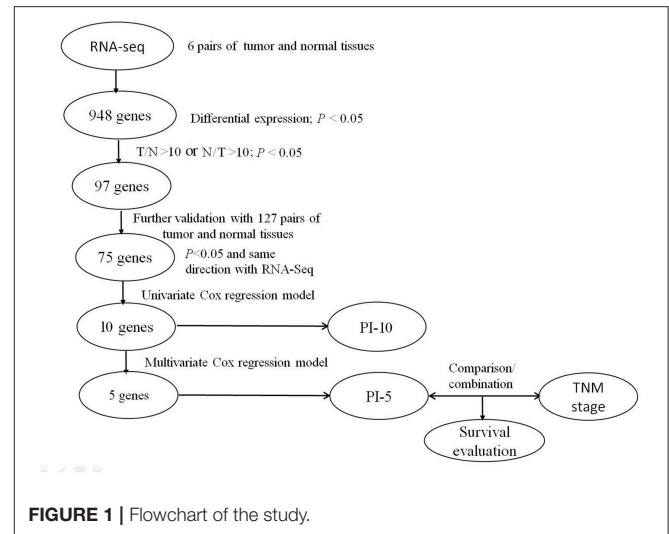 RNA-seq
6 pairs of tumor and normal tissues
948 genes
Differential expression; P < 0.05
T/N>10 or N/T>10; P < 0.05
97 genes
Further validation with 127 pairs of
tumor and normal tissues
75 genes
P<0.05 and same
direction with RNA-Seq
Univariate Cox regression model
10 genes
PI-10
Multivariate Cox regression model
5 genes
PI-5
Comparison/
combination
TNM
stage
Survival
evaluation
FIGURE 1 | Flowchart of the study.